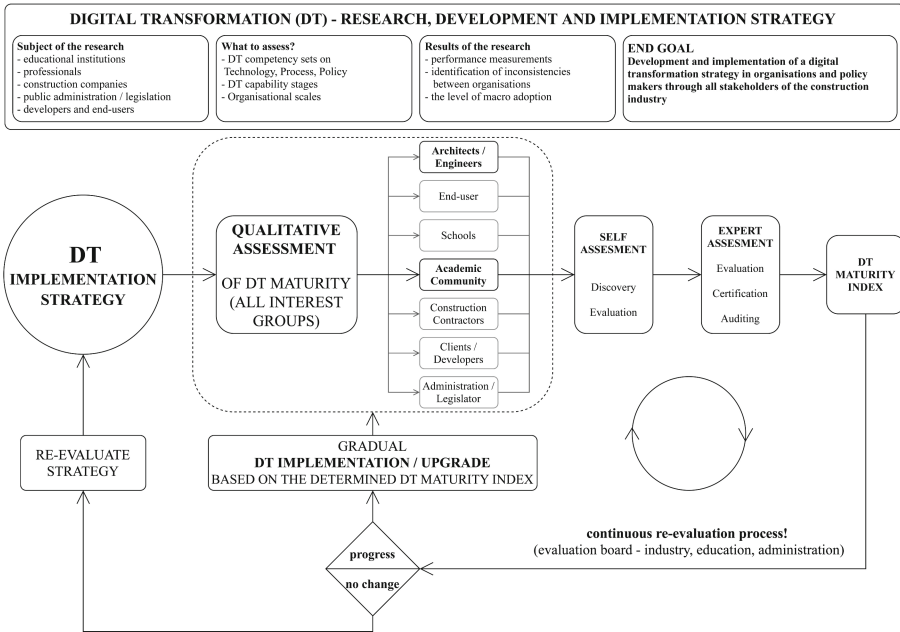 DIGITAL TRANSFORMATION (DT) - RESEARCH, DEVELOPMENT AND IMPLEMENTATION STRATEGY
Subject of the research
- educational institutions
- professionals
- construction companies
- public administration / legislation
- developers and end-users
What to assess?
- DT competency sets on
Technology, Process, Policy
- DT capability stages
- Organisational scales
Results of the research
- performance measurements
- identification of inconsistencies
between organisations
- the level of macro adoption
END GOAL
Development and implementation of a digital
transformation strategy in organisations and policy
makers through all stakeholders of the construction
industry
DT
IMPLEMENTATION
STRATEGY
QUALITATIVE
ASSESSMENT
OF DT MATURITY
(ALL INTEREST
GROUPS)
Architects /
Engineers
End-user
Schools
Academic
Community
Construction
Contractors
Clients /
Developers
Administration /
Legislator
SELF
ASSESMENT
Discovery
Evaluation
EXPERT
ASSESMENT
Evaluation
Certification
Auditing
DT
MATURITY
INDEX
RE-EVALUATE
STRATEGY
GRADUAL
DT IMPLEMENTATION / UPGRADE
BASED ON THE DETERMINED DT MATURITY INDEX
progress
no change
continuous re-evaluation process!
(evaluation board - industry, education, administration)